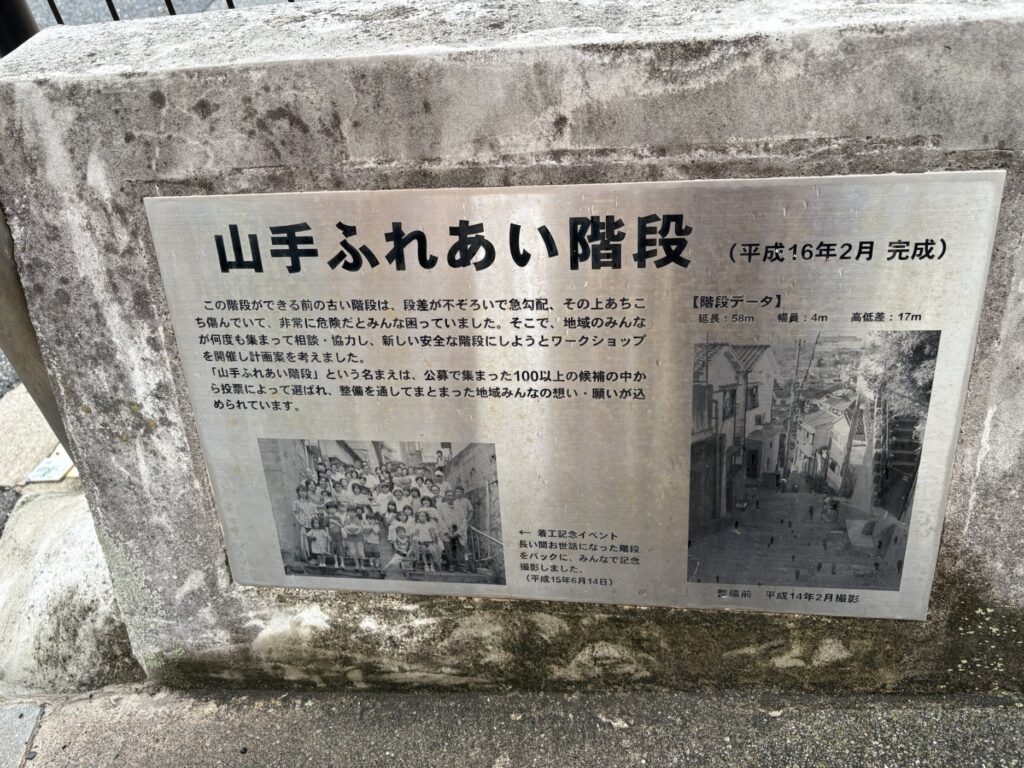 山手ふれあい階段 (平成16年2月 完成)
この階段ができる前の古い階段は、段差が不ぞろいで急勾配、その上あちこ
ち傷んでいて、非常に危険だとみんな困っていました。そこで、地域のみんな
が何度も集まって相談・協力し、新しい安全な階段にしようとワークショップ
を開催し計画案を考えました。
「山手ふれあい階段」という名まえは、公募で集まった100以上の候補の中か
ら投票によって選ばれ、整備を通してまとまった地域みんなの想い・願いが込
められています。
【階段データ】
延長：58m 幅員：4m 高低差：17m
← 着工記念イベント
長い間お世話になった階段
をバックに、みんなで記念
撮影しました。
(平成15年6月14日)
整備前 平成14年2月撮影